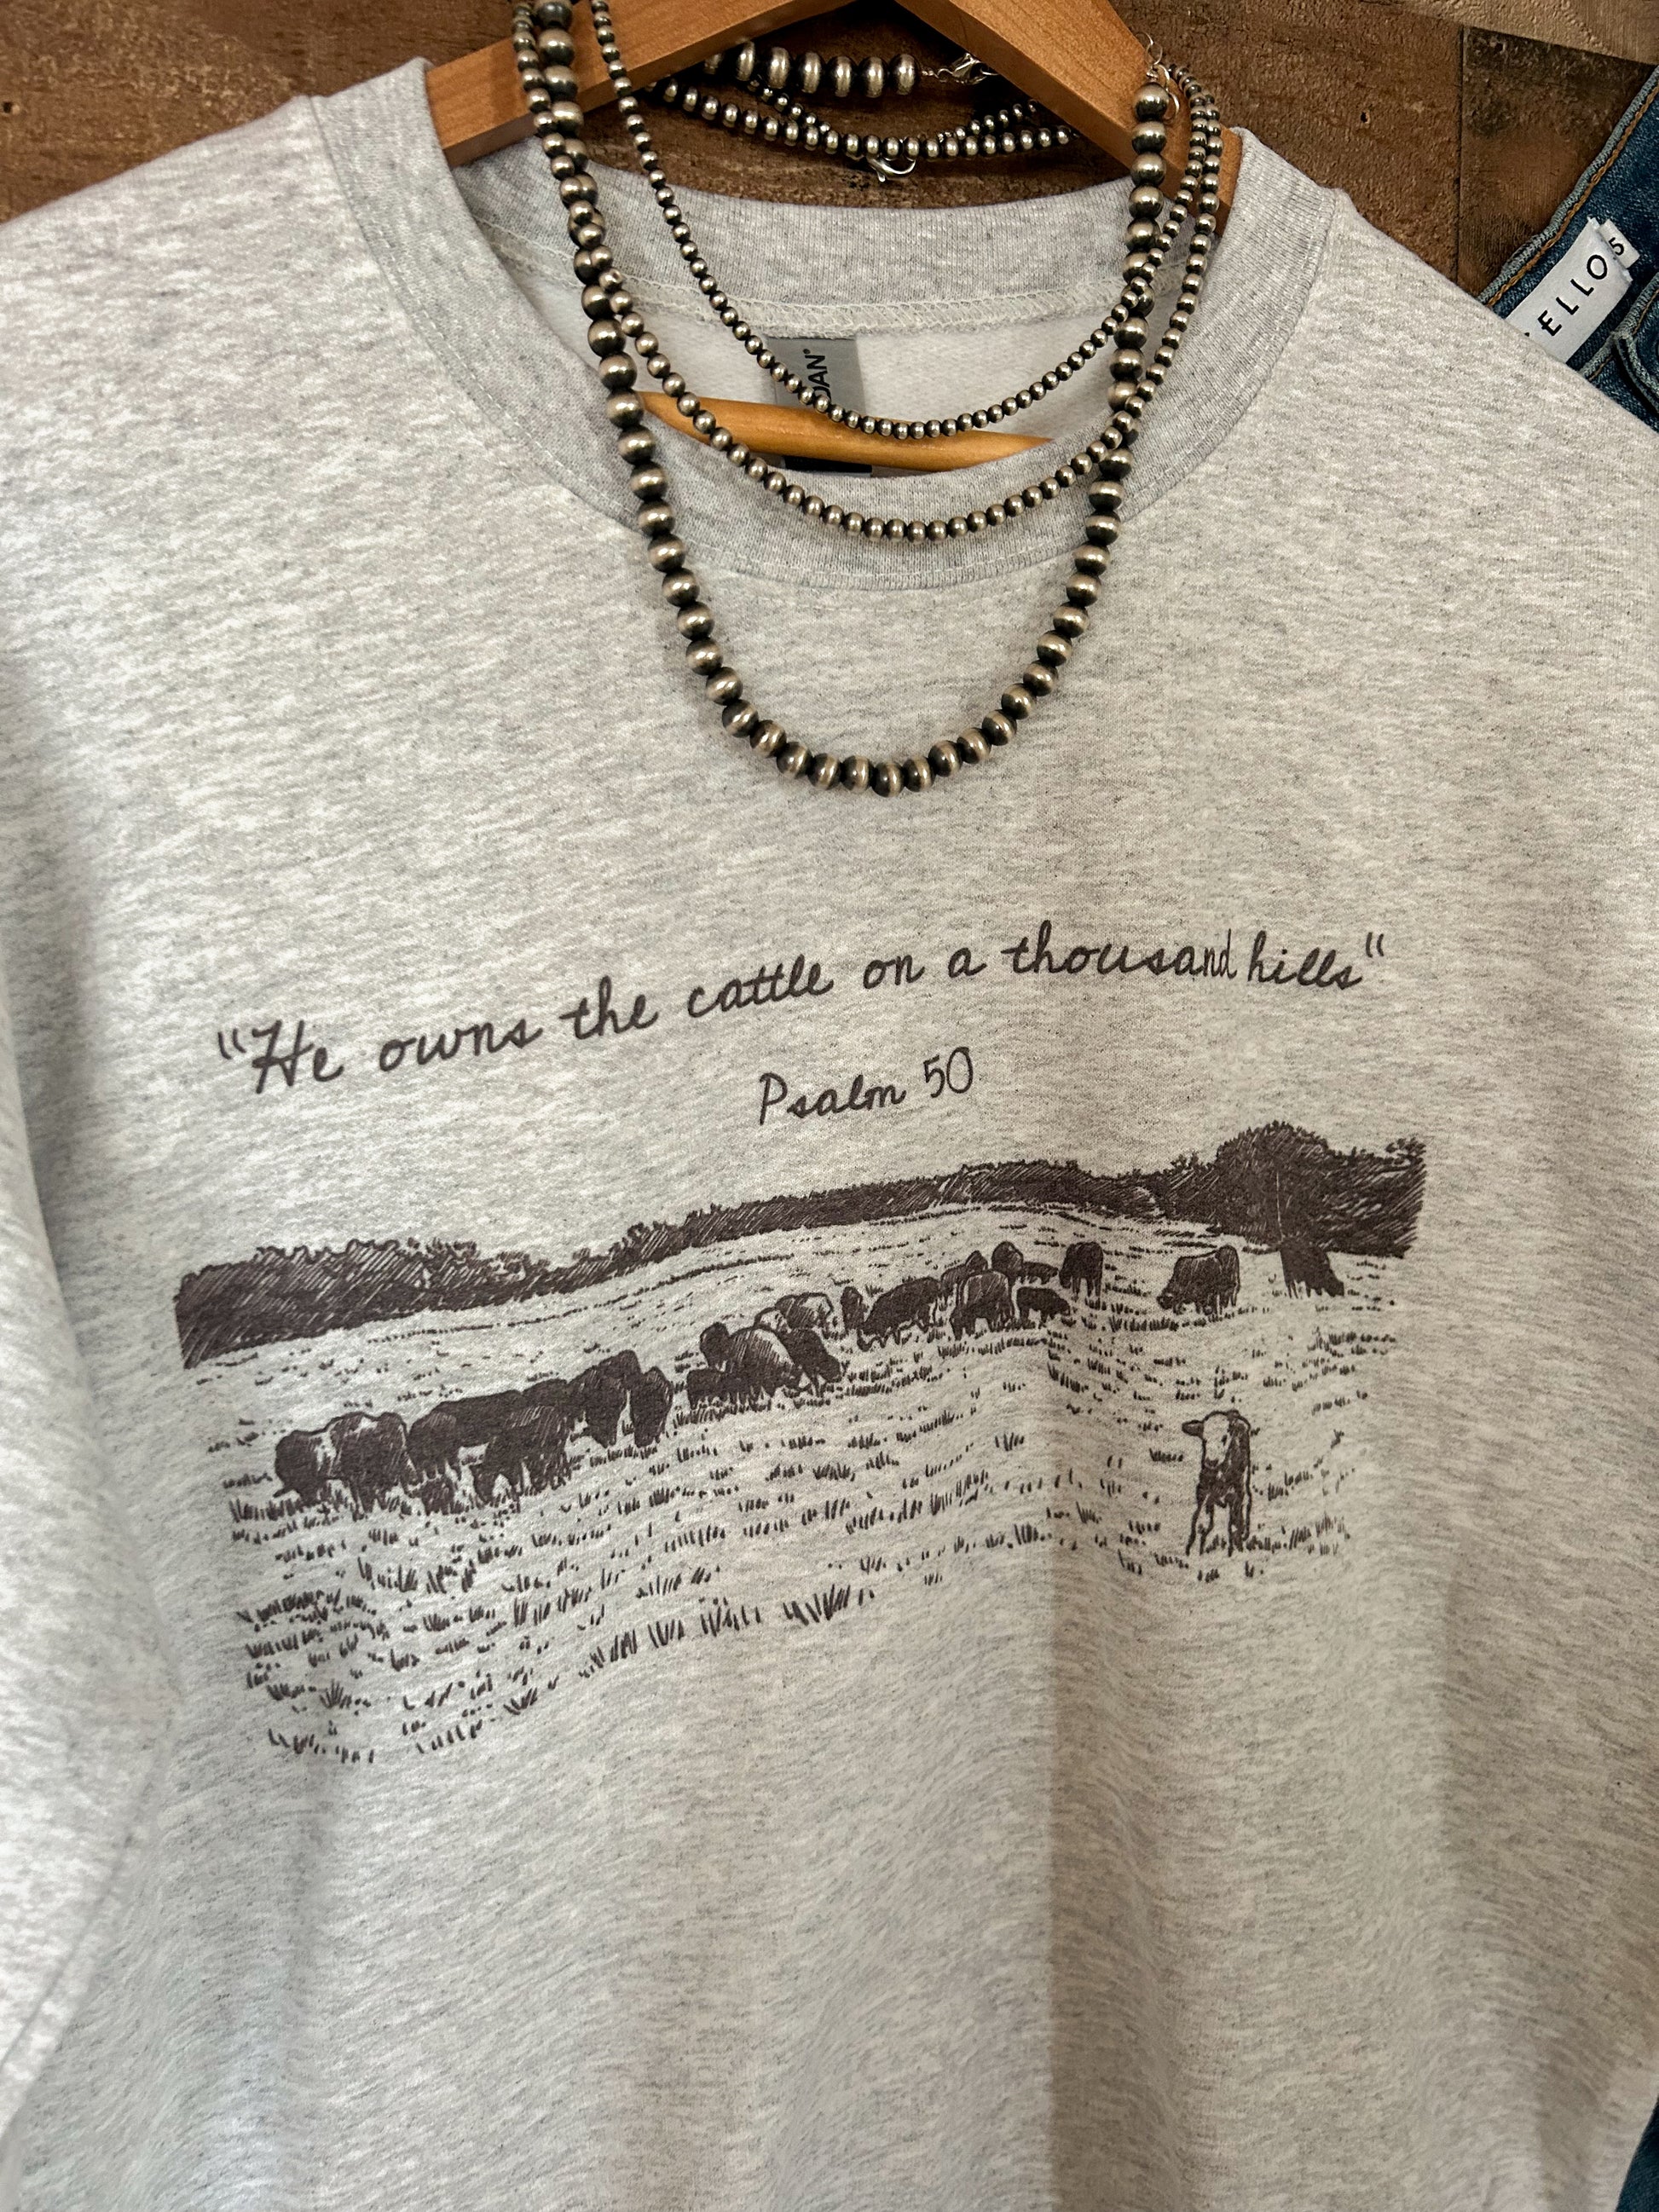 "He owns the cattle on a thousand hills"
Psalm 50